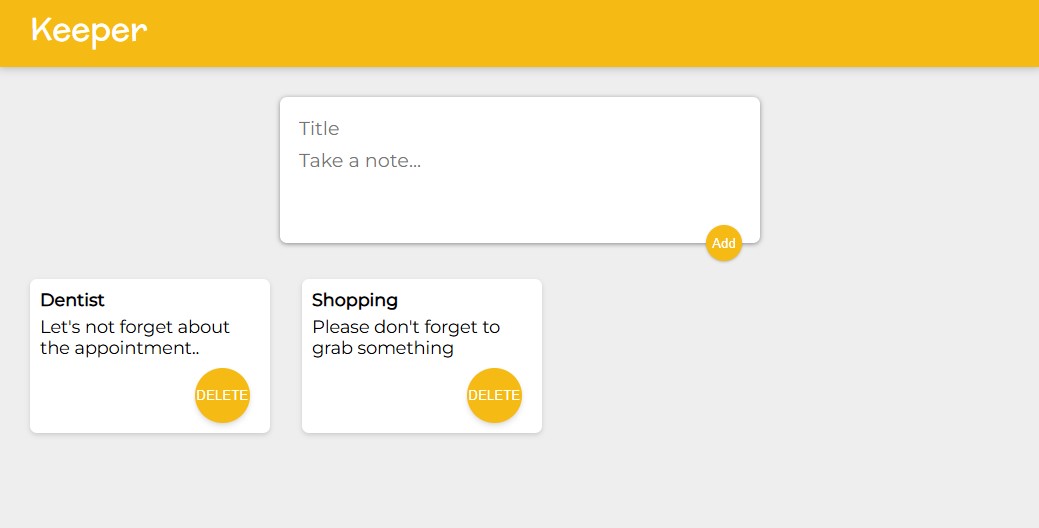 Keeper
Title
Take a note...
Add
Dentist
Let's not forget about
the appointment..
DELETE
Shopping
Please don't forget to
grab something
DELETE